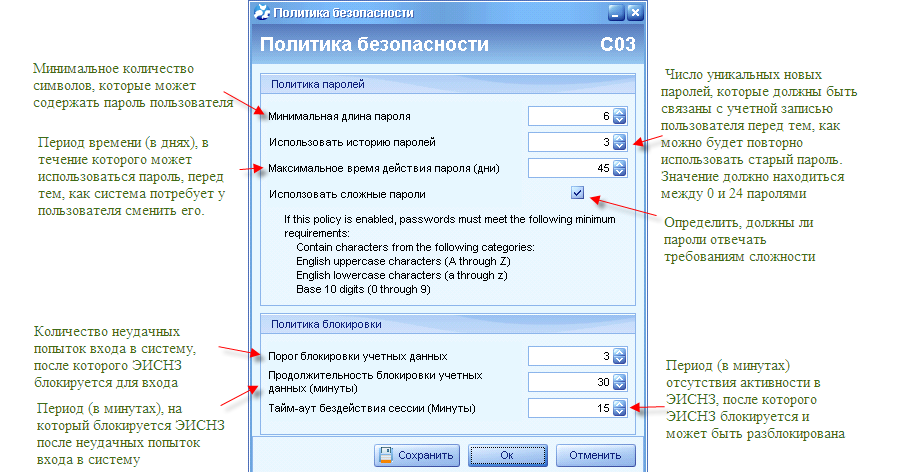 Политика безопасности
Политика безопасности C03
Минимальное количество
символов, которые может
содержать пароль пользователя
Период времени (в днях), в
течение которого может
использоваться пароль, перед
тем, как система потребует у
пользователя сменить его.
Политика паролей
Минимальная длина пароля 6
Использовать историю паролей 3
Максимальное время действия пароля (дни) 45
Исползовать сложные пароли
If this policy is enabled, passwords must meet the following minimum
requirements:
Contain characters from the following categories:
English uppercase characters (A through Z)
English lowercase characters (a through z)
Base 10 digits (0 through 9)
Число уникальных новых
паролей, которые должны быть
связаны с учетной записью
пользователя перед тем, как
можно будет повторно
использовать старый пароль.
Значение должно находиться
между 0 и 24 паролями
Определить, должны ли
пароли отвечать
требованиям сложности
Количество неудачных
попыток входа в систему,
после которого ЭИСНЗ
блокируется для входа
Период (в минутах), на
который блокируется ЭИСНЗ
после неудачных попыток
входа в систему
Политика блокировки
Порог блокировки учетных данных 3
Продолжительность блокировки учетных
данных (минуты) 30
Тайм-аут бездействия сессии (Минуты) 15
Период (в минутах)
отсутствия активности в
ЭИСНЗ, после которого
ЭИСНЗ блокируется и
может быть разблокирована
Сохранить Ок Отменить